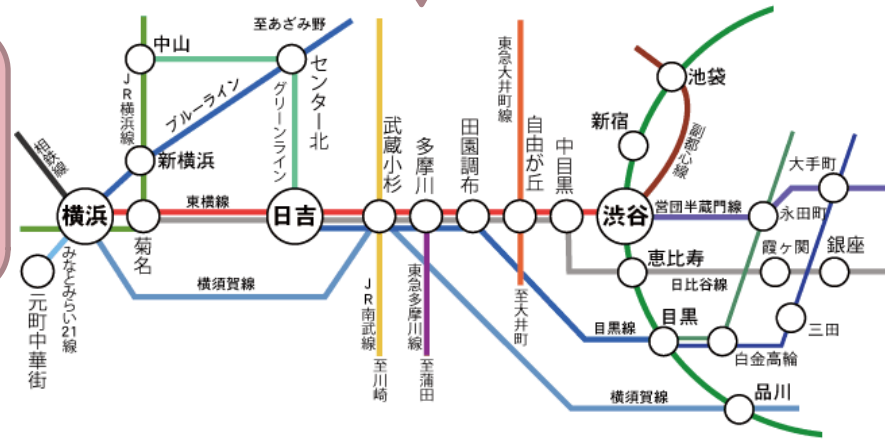 至あざみ野
中山
センター北
JR横浜線
ブルーライン
グリーンライン
新横浜
相鉄線
横浜
東横線
日吉
菊名
みなとみらい21線
元町中華街
横須賀線
武蔵小杉
多摩川
田園調布
東急大井町線
自由が丘
中目黒
JR南武線
至川崎
東急多摩川線
至蒲田
至大井町
池袋
新宿
副都心線
渋谷
営団半蔵門線
大手町
永田町
恵比寿
日比谷線
霞ヶ関
銀座
目黒線
目黒
白金高輪
三田
横須賀線
品川